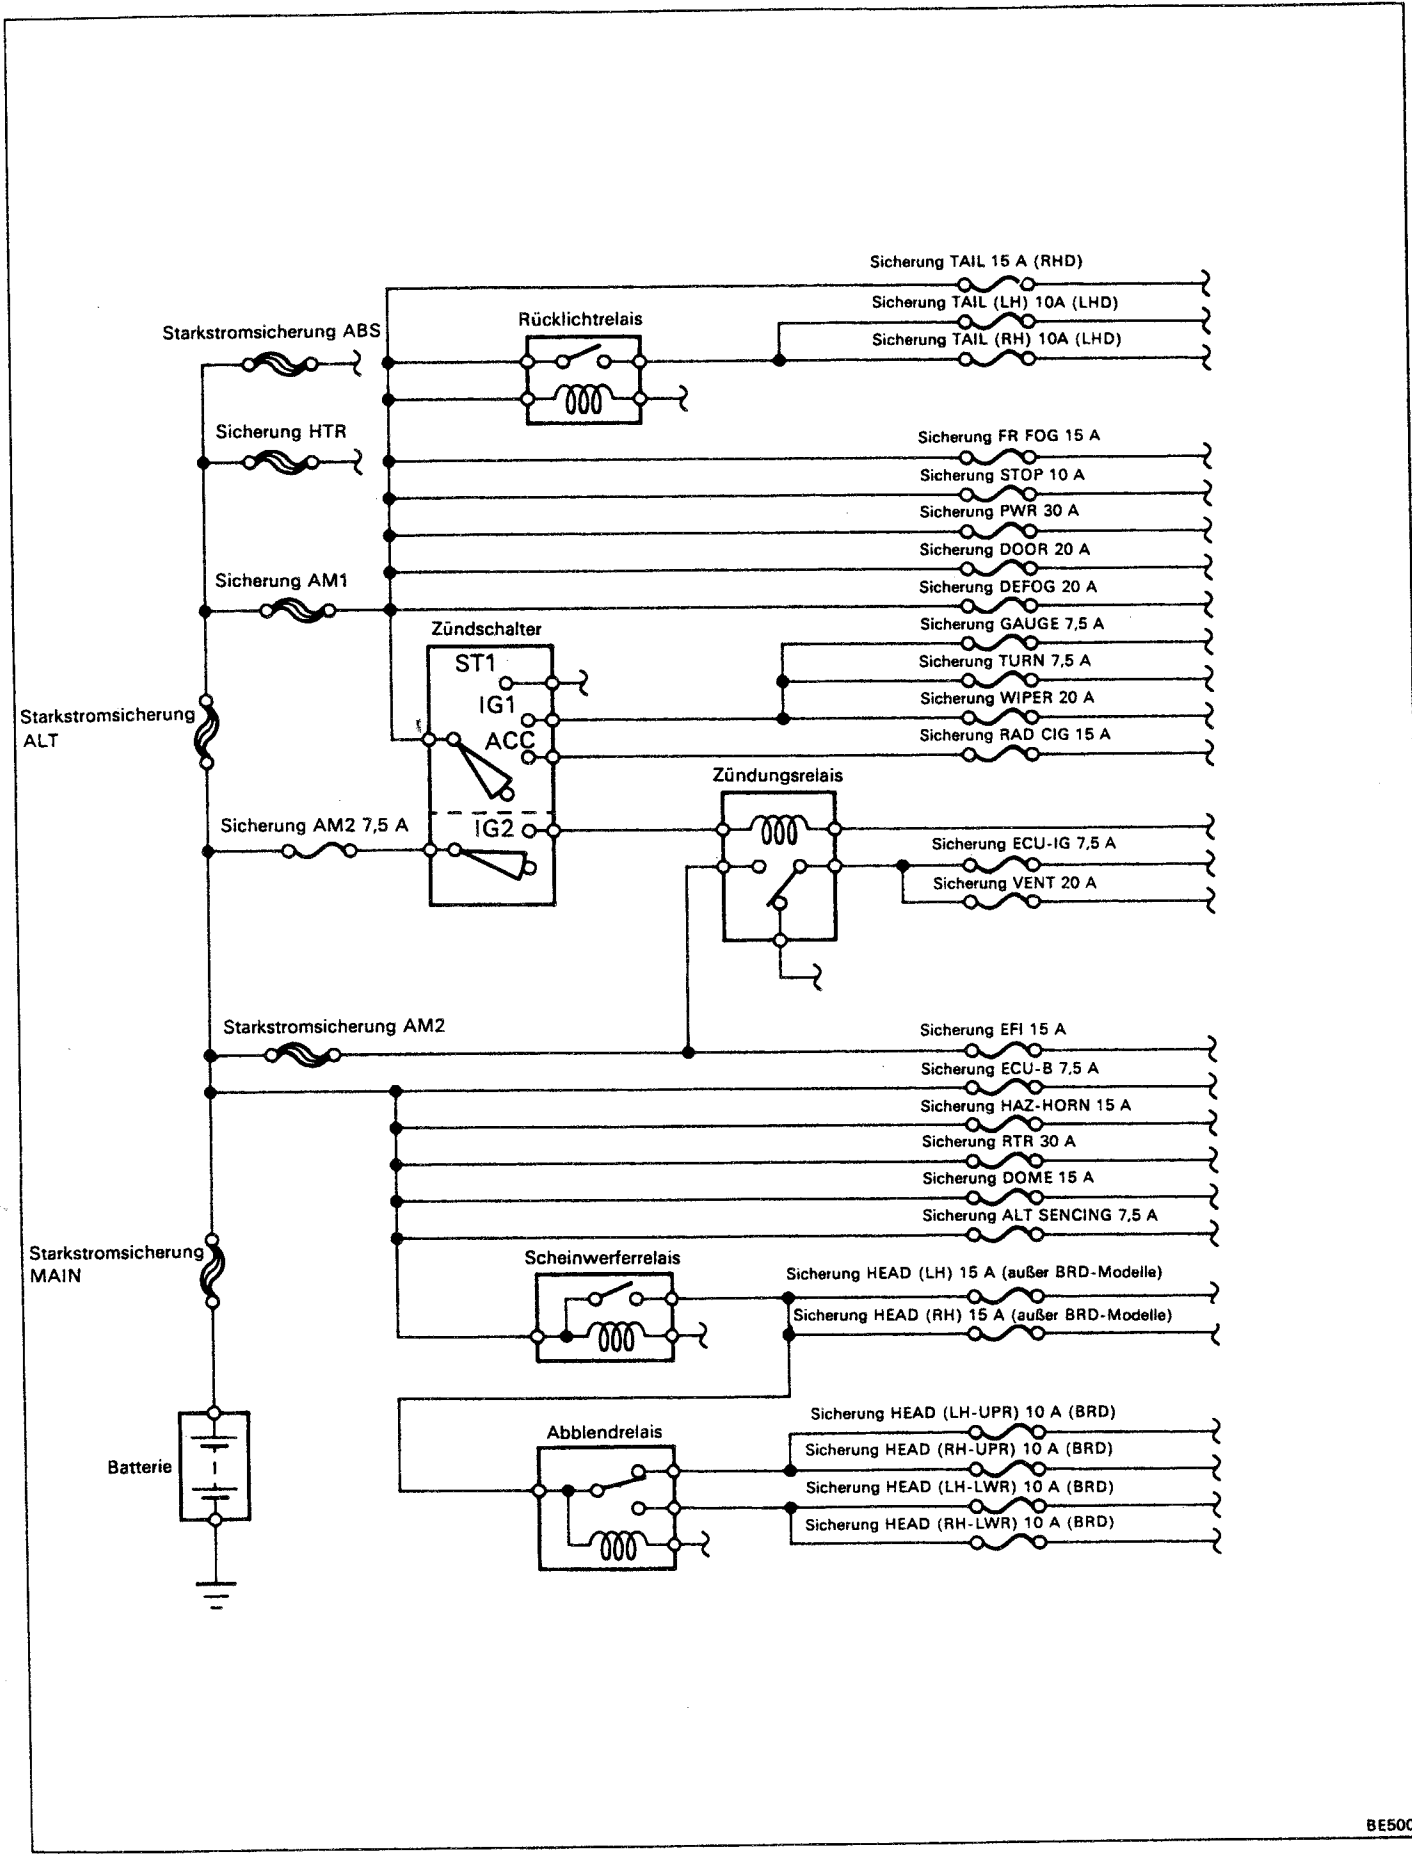 Sicherung TAIL 15 A (RHD)
Sicherung TAIL (LH) 10A (LHD)
Starkstromsicherung ABS
Rücklichtrelais
Sicherung TAIL (RH) 10A (LHD)
Sicherung HTR
Sicherung FR FOG 15 A
Sicherung STOP 10 A
Sicherung PWR 30 A
Sicherung DOOR 20 A
Sicherung AM1
Sicherung DEFOG 20 A
Zündschalter
Sicherung GAUGE 7,5 A
ST1
Sicherung TURN 7,5 A
IG1
Sicherung WIPER 20 A
Starkstromsicherung
ALT
ACC
Sicherung RAD CIG 15 A
Zündungsrelais
Sicherung AM2 7,5 A
IG2
Sicherung ECU-IG 7,5 A
Sicherung VENT 20 A
Starkstromsicherung AM2
Sicherung EFI 15 A
Sicherung ECU-B 7,5 A
Sicherung HAZ-HORN 15 A
Sicherung RTR 30 A
Sicherung DOME 15 A
Sicherung ALT SENCING 7,5 A
Starkstromsicherung
MAIN
Scheinwerferrelais
Sicherung HEAD (LH) 15 A (außer BRD-Modelle)
Sicherung HEAD (RH) 15 A (außer BRD-Modelle)
Sicherung HEAD (LH-UPR) 10 A (BRD)
Abblendrelais
Sicherung HEAD (RH-UPR) 10 A (BRD)
Batterie
Sicherung HEAD (LH-LWR) 10 A (BRD)
Sicherung HEAD (RH-LWR) 10 A (BRD)
BE500